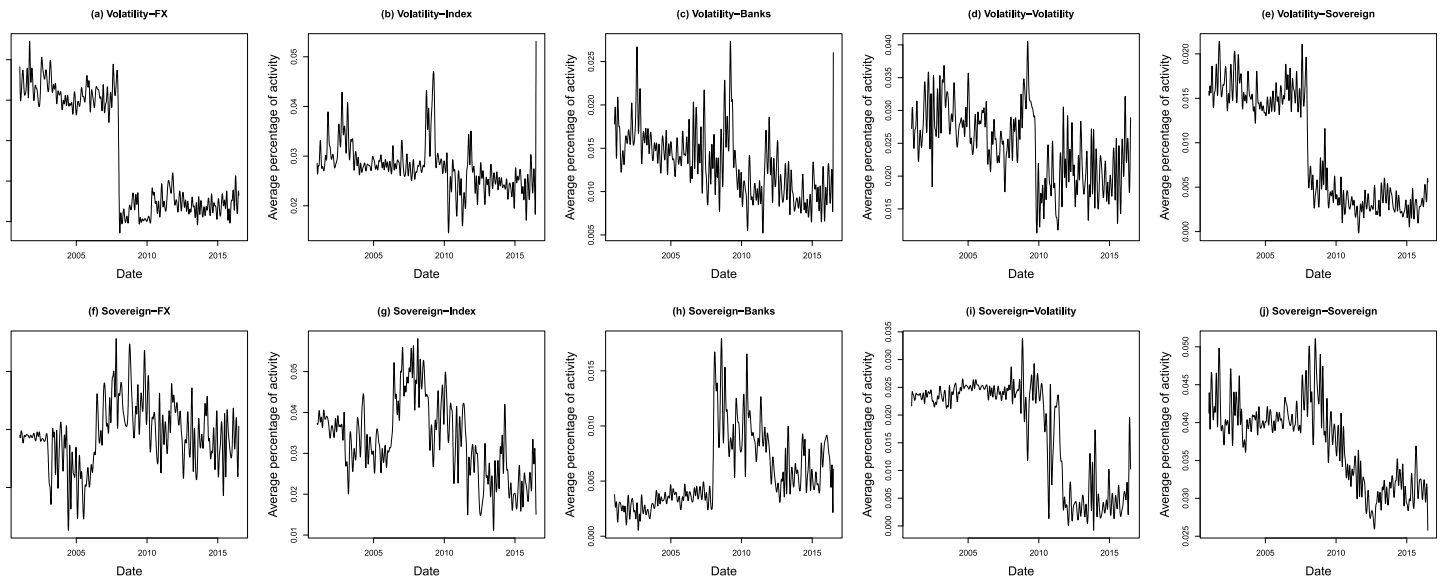 (a) Volatility−FX
2005 2010 2015
Date
(b) Volatility−Index
Average percentage of activity
0.02 0.03 0.04 0.05
2005 2010 2015
Date
(c) Volatility−Banks
Average percentage of activity
0.005 0.010 0.015 0.020 0.025
2005 2010 2015
Date
(d) Volatility−Volatility
Average percentage of activity
0.015 0.020 0.025 0.030 0.035 0.040
2005 2010 2015
Date
(e) Volatility−Sovereign
Average percentage of activity
0.000 0.005 0.010 0.015 0.020
2005 2010 2015
Date
(f) Sovereign−FX
2005 2010 2015
Date
(g) Sovereign−Index
Average percentage of activity
0.01 0.02 0.03 0.04 0.05
2005 2010 2015
Date
(h) Sovereign−Banks
Average percentage of activity
0.000 0.005 0.010 0.015
2005 2010 2015
Date
(i) Sovereign−Volatility
Average percentage of activity
0.000 0.005 0.010 0.015 0.020 0.025 0.030 0.035
2005 2010 2015
Date
(j) Sovereign−Sovereign
Average percentage of activity
0.025 0.030 0.035 0.040 0.045 0.050
2005 2010 2015
Date